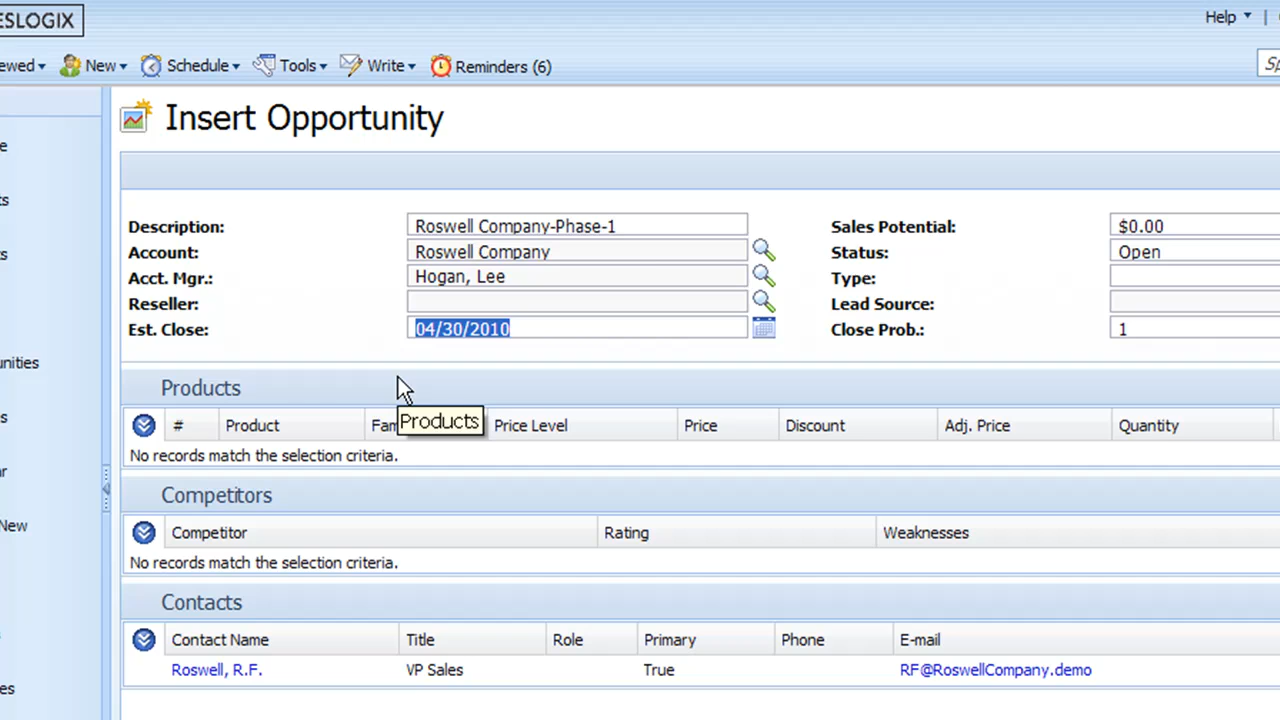 ESLOGIX
Help
ewed New Schedule Tools Write Reminders (6)
Insert Opportunity
Description: Roswell Company-Phase-1 Sales Potential: $0.00
Account: Roswell Company Status: Open
Acct. Mgr.: Hogan, Lee Type:
Reseller: Lead Source:
Est. Close: 04/30/2010 Close Prob.: 1
unities
Products
Products
# Product Price Level Price Discount Adj. Price Quantity
No records match the selection criteria.
Competitors
New
Competitor Rating Weaknesses
No records match the selection criteria.
Contacts
Contact Name Title Role Primary Phone E-mail
Roswell, R.F. VP Sales True RF@RoswellCompany.demo